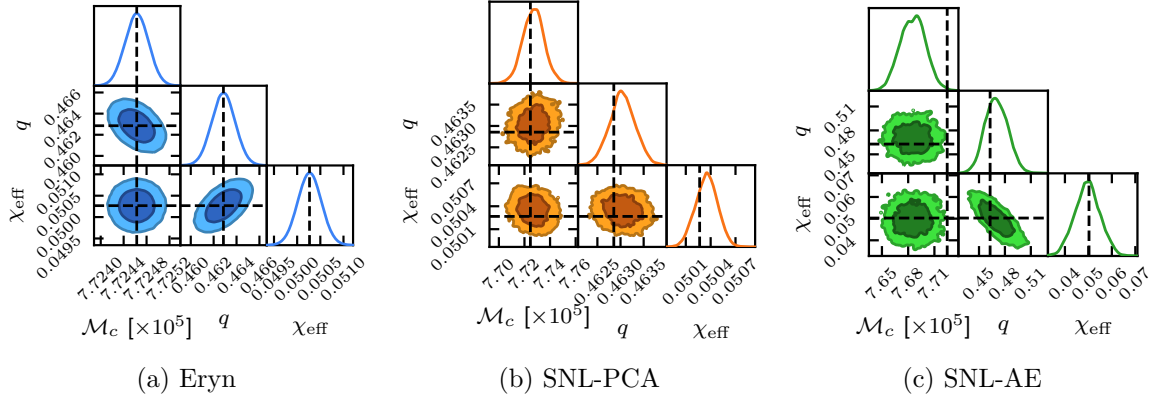 q
0.466
0.464
0.462
0.460
χeff
0.0510
0.0505
0.0500
0.0495
7.7240
7.7244
7.7248
7.7252
0.460
0.462
0.464
0.466
0.0495
0.0500
0.0505
0.0510
ℳc [×10⁵]
q
χeff
(a) Eryn
q
0.4635
0.4630
0.4625
χeff
0.0507
0.0504
0.0501
7.70
7.72
7.74
7.76
0.4625
0.4630
0.4635
0.0501
0.0504
0.0507
ℳc [×10⁵]
q
χeff
(b) SNL-PCA
q
0.51
0.48
0.45
χeff
0.07
0.06
0.05
0.04
7.65
7.68
7.71
0.45
0.48
0.51
0.04
0.05
0.06
0.07
ℳc [×10⁵]
q
χeff
(c) SNL-AE